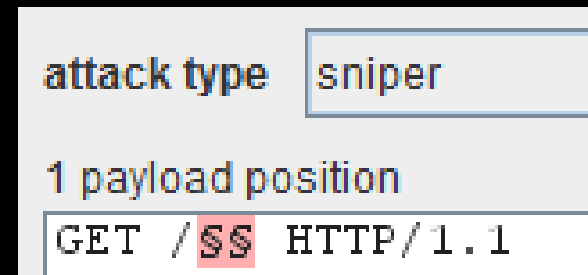 attack type sniper
1 payload position
GET /§§ HTTP/1.1